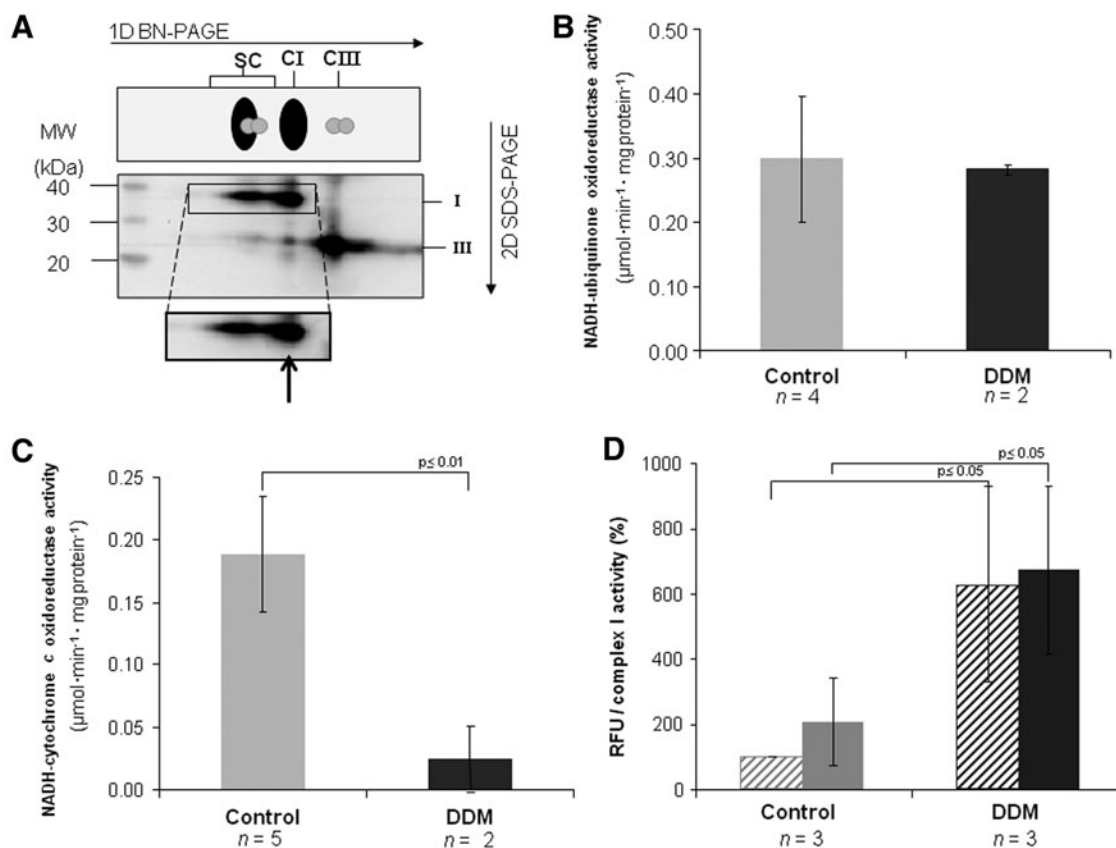 A
1D BN-PAGE
SC CI CIII
MW
(kDa)
40
30
20
I
III
2D SDS-PAGE
B
NADH-ubiquinone oxidoreductase activity
(µmol·min-1· mg protein-1)
0.50
0.40
0.30
0.20
0.10
0.00
Control DDM
n = 4 n = 2
C
NADH-cytochrome c oxidoreductase activity
(µmol·min-1· mg protein-1)
0.25
0.20
0.15
0.10
0.05
0.00
p≤ 0.01
Control DDM
n = 5 n = 2
D
RFU / complex I activity (%)
1000
800
600
400
200
0
p≤ 0.05
p≤ 0.05
Control DDM
n = 3 n = 3